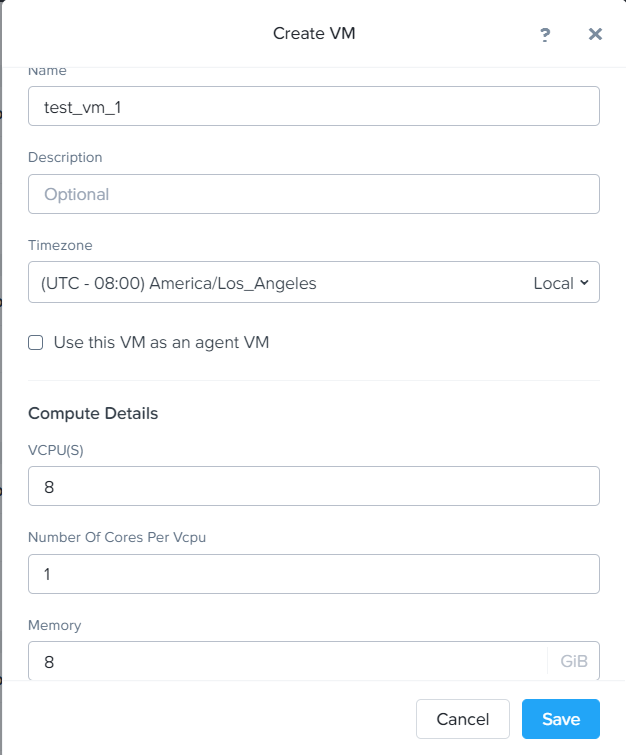 Create VM
?
Name
test_vm_1
Description
Optional
Timezone
(UTC - 08:00) America/Los_Angeles Local
Use this VM as an agent VM
Compute Details
VCPU(S)
8
Number Of Cores Per Vcpu
1
Memory
8 GiB
Cancel Save